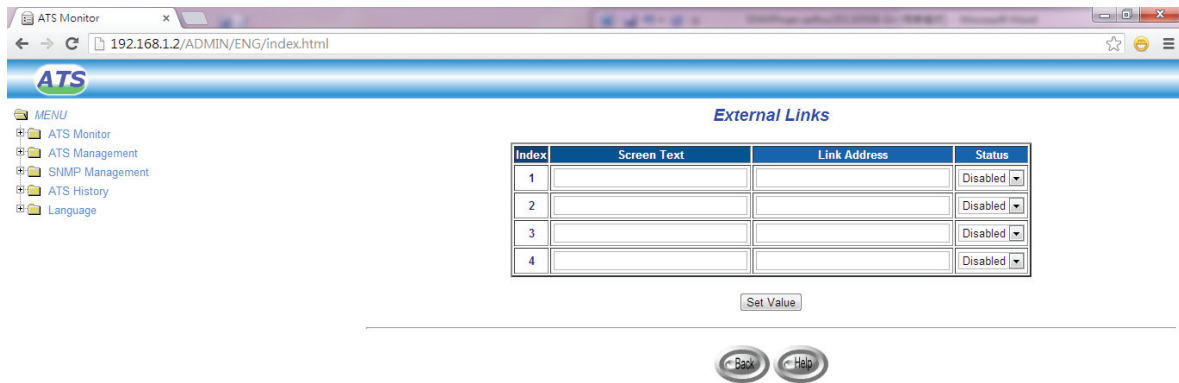 ATS Monitor
192.168.1.2/ADMIN/ENG/index.html
ATS
MENU
ATS Monitor
ATS Management
SNMP Management
ATS History
Language
External Links
Index Screen Text Link Address Status
1 Disabled
2 Disabled
3 Disabled
4 Disabled
Set Value
Back Help